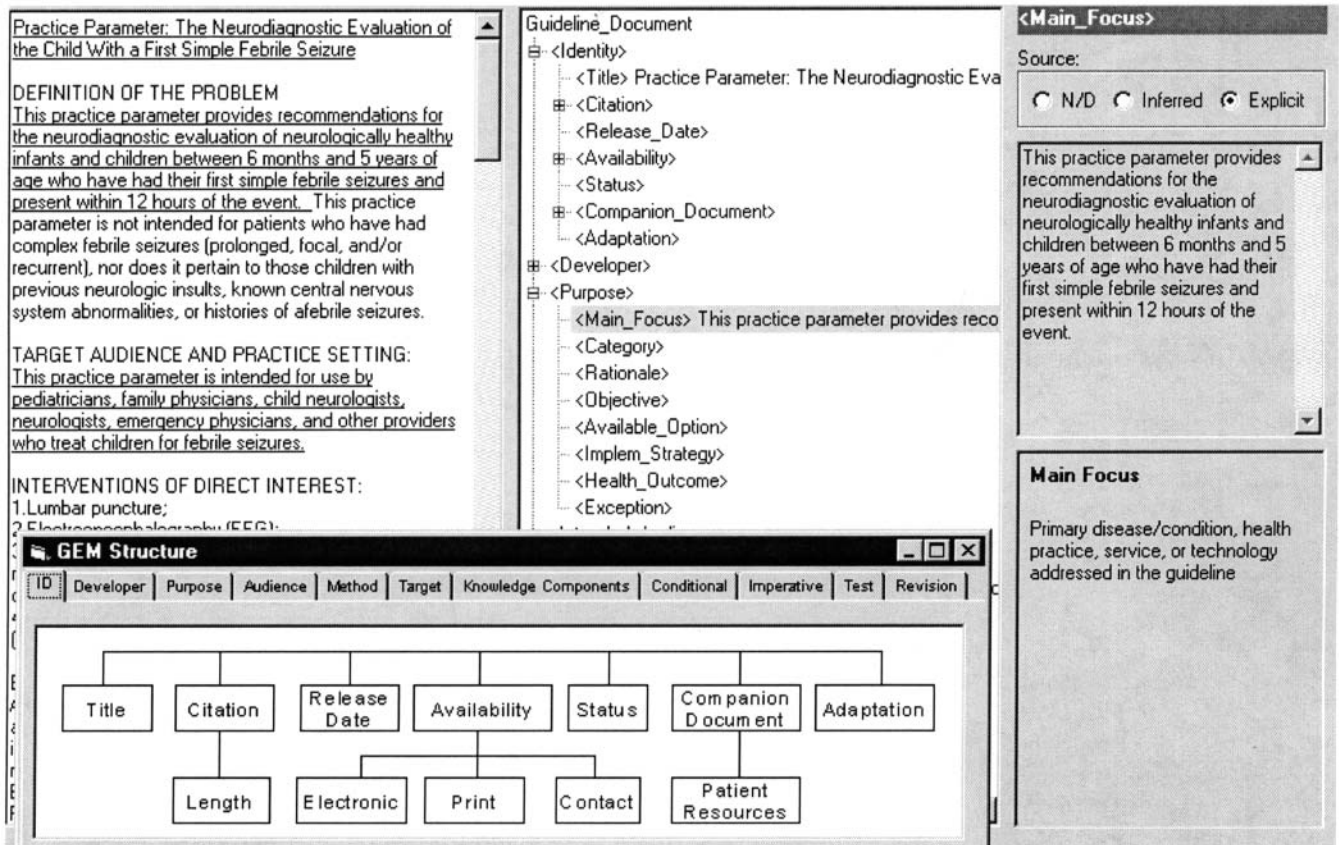 Practice Parameter: The Neurodiagnostic Evaluation of
the Child With a First Simple Febrile Seizure
DEFINITION OF THE PROBLEM
This practice parameter provides recommendations for
the neurodiagnostic evaluation of neurologically healthy
infants and children between 6 months and 5 years of
age who have had their first simple febrile seizures and
present within 12 hours of the event. This practice
parameter is not intended for patients who have had
complex febrile seizures (prolonged, focal, and/or
recurrent), nor does it pertain to those children with
previous neurologic insults, known central nervous
system abnormalities, or histories of afebrile seizures.
TARGET AUDIENCE AND PRACTICE SETTING:
This practice parameter is intended for use by
pediatricians, family physicians, child neurologists,
neurologists, emergency physicians, and other providers
who treat children for febrile seizures.
INTERVENTIONS OF DIRECT INTEREST:
1.Lumbar puncture;
2.Electroencephalography (EEG);
Guideline_Document
<Identity>
<Title> Practice Parameter: The Neurodiagnostic Eva
<Citation>
<Release_Date>
<Availability>
<Status>
<Companion_Document>
<Adaptation>
<Developer>
<Purpose>
<Main_Focus> This practice parameter provides reco
<Category>
<Rationale>
<Objective>
<Available_Option>
<Implem_Strategy>
<Health_Outcome>
<Exception>
<Main_Focus>
Source:
N/D Inferred Explicit
This practice parameter provides
recommendations for the
neurodiagnostic evaluation of
neurologically healthy infants and
children between 6 months and 5
years of age who have had their
first simple febrile seizures and
present within 12 hours of the
event.
Main Focus
Primary disease/condition, health
practice, service, or technology
addressed in the guideline
GEM Structure
ID Developer Purpose Audience Method Target Knowledge Components Conditional Imperative Test Revision
Title Citation Release Date Availability Status Companion Document Adaptation
Length Electronic Print Contact Patient Resources